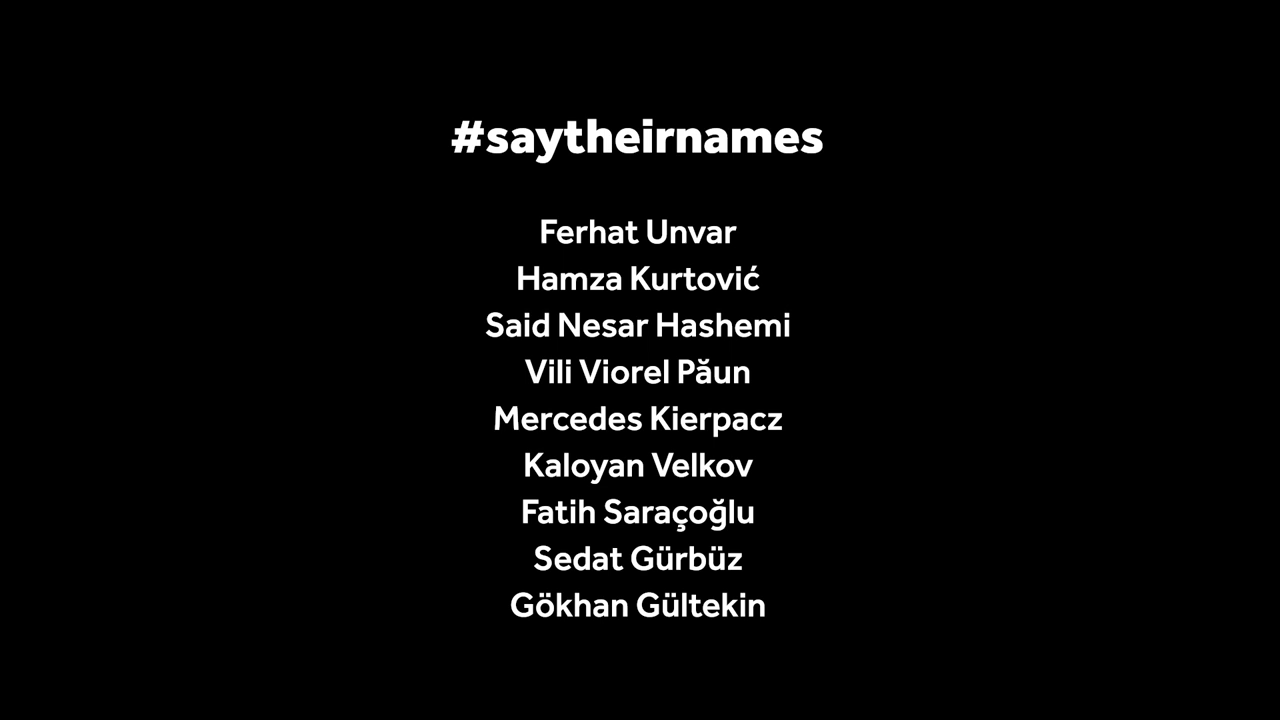 #saytheirnames
Ferhat Unvar
Hamza Kurtović
Said Nesar Hashemi
Vili Viorel Păun
Mercedes Kierpacz
Kaloyan Velkov
Fatih Saraçoğlu
Sedat Gürbüz
Gökhan Gültekin